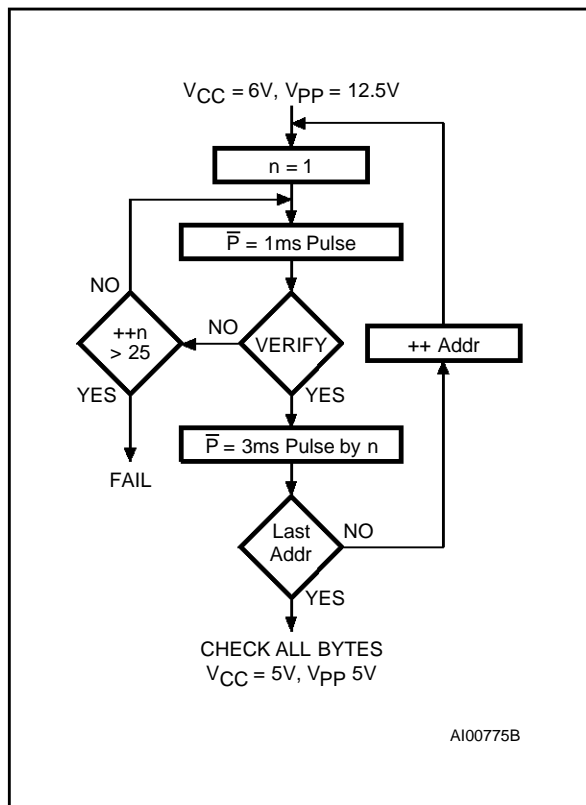 VCC = 6V, VPP = 12.5V
n = 1
P̅ = 1ms Pulse
NO
++n
> 25
NO
VERIFY
++ Addr
YES
YES
P̅ = 3ms Pulse by n
FAIL
Last
Addr
NO
YES
CHECK ALL BYTES
VCC = 5V, VPP 5V
AI00775B